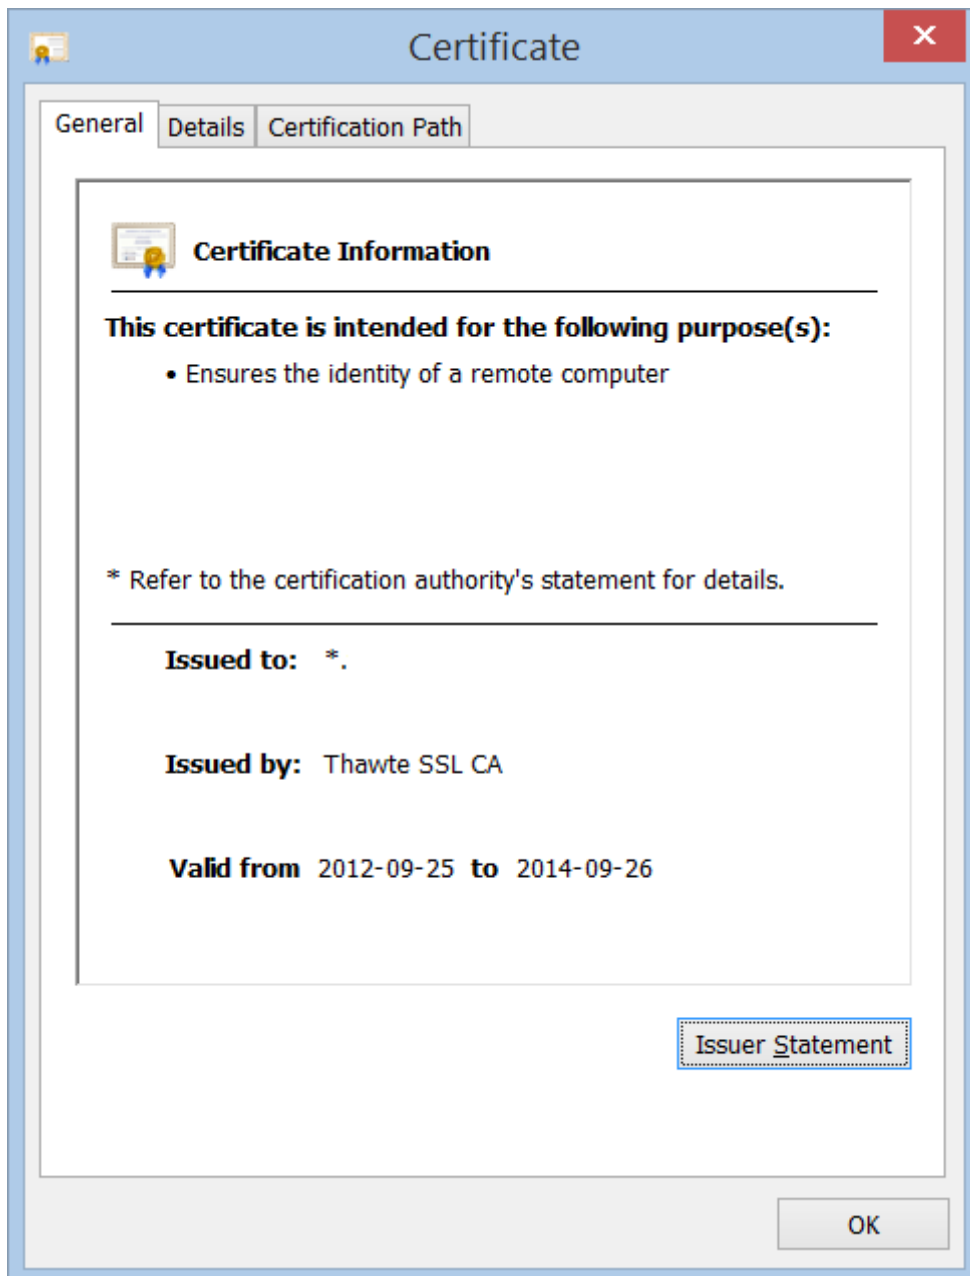 Certificate
General Details Certification Path
Certificate Information
This certificate is intended for the following purpose(s):
• Ensures the identity of a remote computer
* Refer to the certification authority's statement for details.
Issued to: *.
Issued by: Thawte SSL CA
Valid from 2012-09-25 to 2014-09-26
Issuer Statement
OK